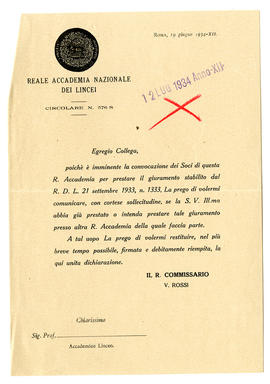 Roma, 19 giugno 1934-XII.
REALE ACCADEMIA NAZIONALE
DEI LINCEI
CIRCOLARE N. 576 S
12 LUG 1934 Anno XII
Egregio Collega,
poichè è imminente la convocazione dei Soci di questa
R. Accademia per prestare il giuramento stabilito dal
R. D. L. 21 settembre 1933, n. 1333, La prego di volermi
comunicare, con cortese sollecitudine, se la S. V. Ill.ma
abbia già prestato o intenda prestare tale giuramento
presso altra R. Accademia della quale faccia parte.
A tal uopo La prego di volermi restituire, nel più
breve tempo possibile, firmata e debitamente riempita, la
qui unita dichiarazione.
IL R. COMMISSARIO
V. ROSSI
Chiarissimo
Sig. Prof.
Accademico Linceo.